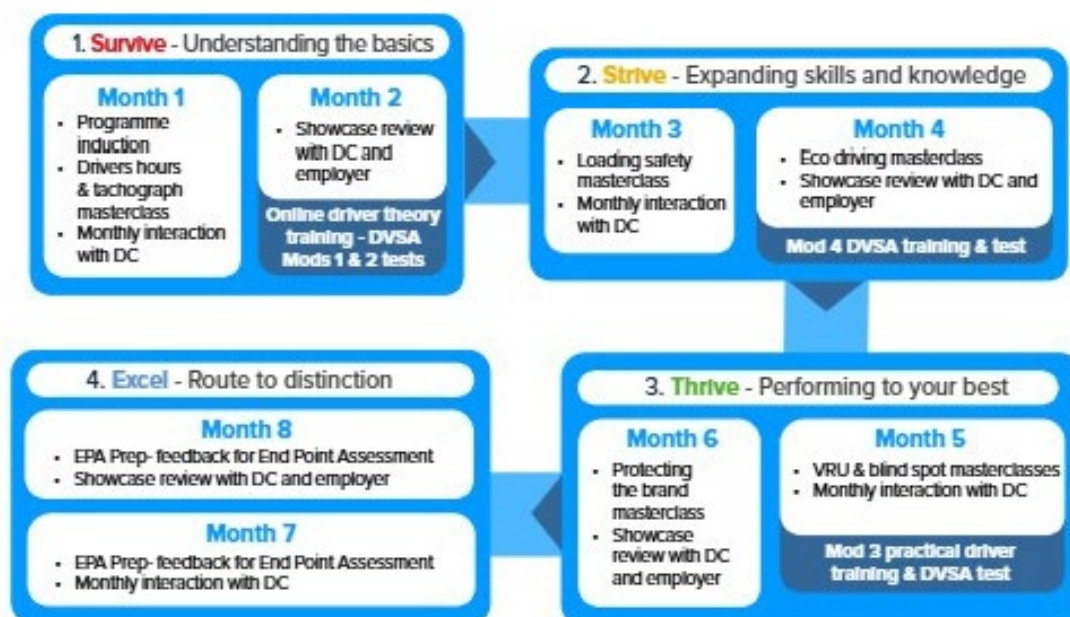 1. Survive - Understanding the basics
Month 1
• Programme
induction
• Drivers hours
& tachograph
masterclass
• Monthly interaction
with DC
Month 2
• Showcase review
with DC and
employer
Online driver theory
training - DVSA
Mods 1 & 2 tests
2. Strive - Expanding skills and knowledge
Month 3
• Loading safety
masterclass
• Monthly interaction
with DC
Month 4
• Eco driving masterclass
• Showcase review with DC and
employer
Mod 4 DVSA training & test
3. Thrive - Performing to your best
Month 5
• VRU & blind spot masterclasses
• Monthly interaction with DC
Mod 3 practical driver
training & DVSA test
Month 6
• Protecting
the brand
masterclass
• Showcase
review with DC
and employer
4. Excel - Route to distinction
Month 8
• EPA Prep- feedback for End Point Assessment
• Showcase review with DC and employer
Month 7
• EPA Prep- feedback for End Point Assessment
• Monthly interaction with DC